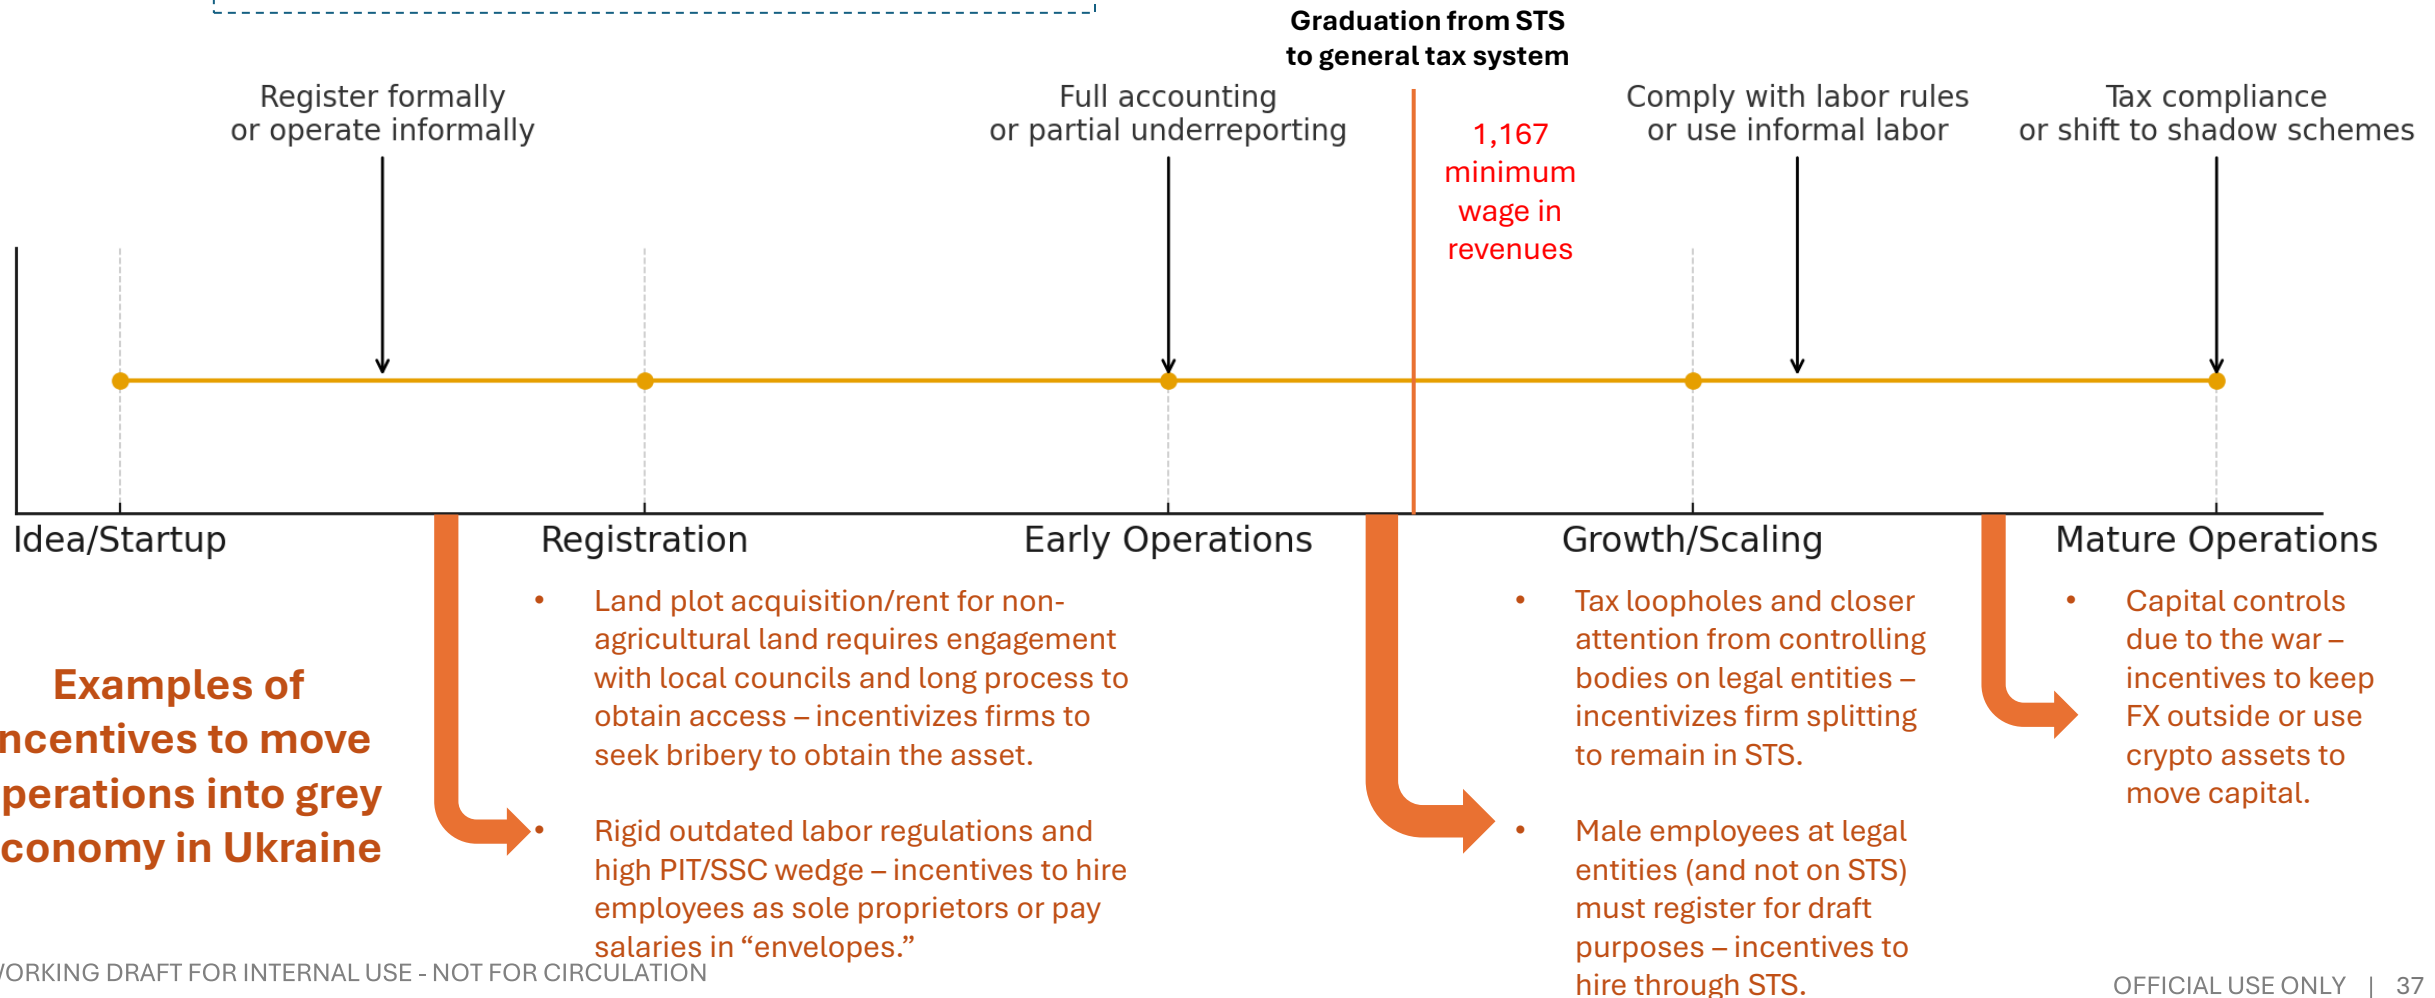 Graduation from STS
to general tax system
Register formally
or operate informally
Full accounting
or partial underreporting
1,167
minimum
wage in
revenues
Comply with labor rules
or use informal labor
Tax compliance
or shift to shadow schemes
Idea/Startup
Registration
Early Operations
Growth/Scaling
Mature Operations
Examples of
ncentives to move
perations into grey
conomy in Ukraine
• Land plot acquisition/rent for non-
agricultural land requires engagement
with local councils and long process to
obtain access – incentivizes firms to
seek bribery to obtain the asset.
• Rigid outdated labor regulations and
high PIT/SSC wedge – incentives to hire
employees as sole proprietors or pay
salaries in “envelopes.”
• Tax loopholes and closer
attention from controlling
bodies on legal entities –
incentivizes firm splitting
to remain in STS.
• Male employees at legal
entities (and not on STS)
must register for draft
purposes – incentives to
hire through STS.
• Capital controls
due to the war –
incentives to keep
FX outside or use
crypto assets to
move capital.
WORKING DRAFT FOR INTERNAL USE - NOT FOR CIRCULATION
OFFICIAL USE ONLY | 37